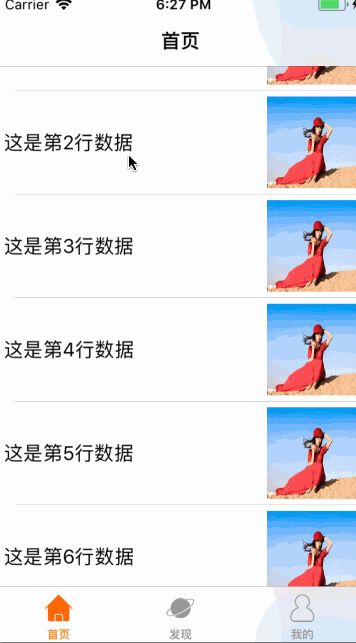 Carrier 6:27 PM
首页
这是第2行数据
这是第3行数据
这是第4行数据
这是第5行数据
这是第6行数据
首页 发现 我的